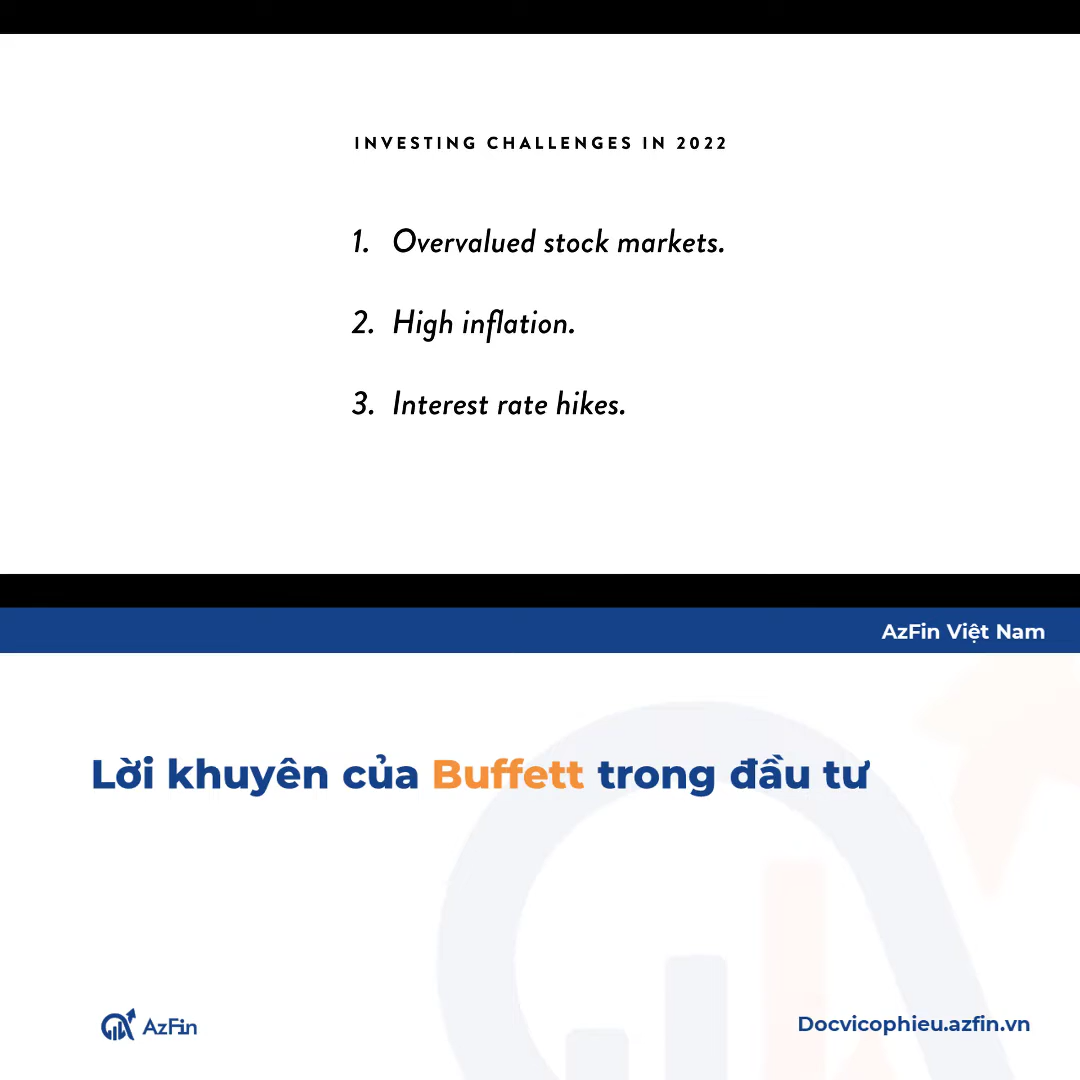 INVESTING CHALLENGES IN 2022
1. Overvalued stock markets.
2. High inflation.
3. Interest rate hikes.
AzFin Việt Nam
Lời khuyên của Buffett trong đầu tư
AzFin
Docvicophieu.azfin.vn